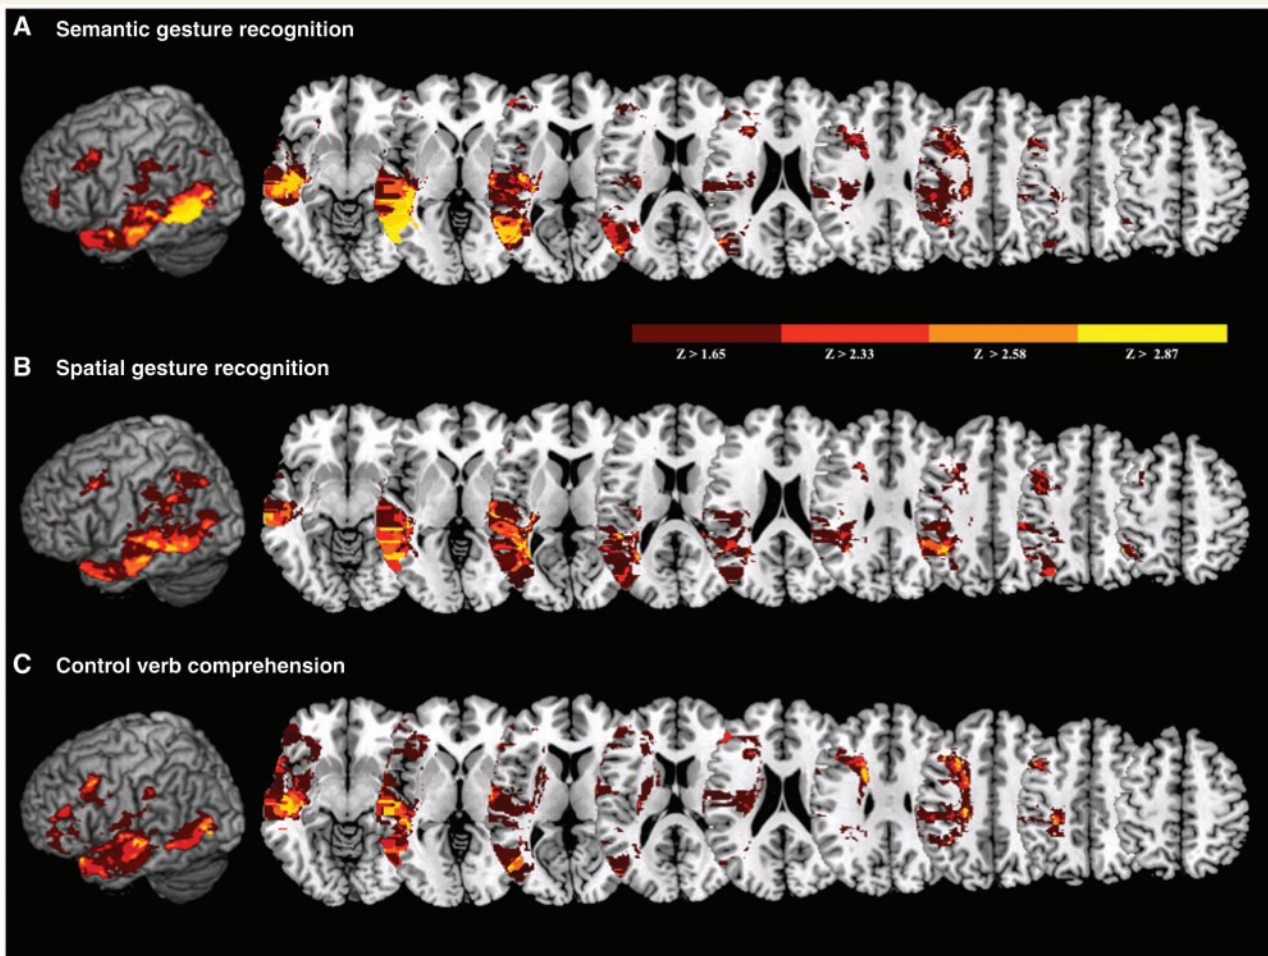 A Semantic gesture recognition
Z > 1.65 Z > 2.33 Z > 2.58 Z > 2.87
B Spatial gesture recognition
C Control verb comprehension